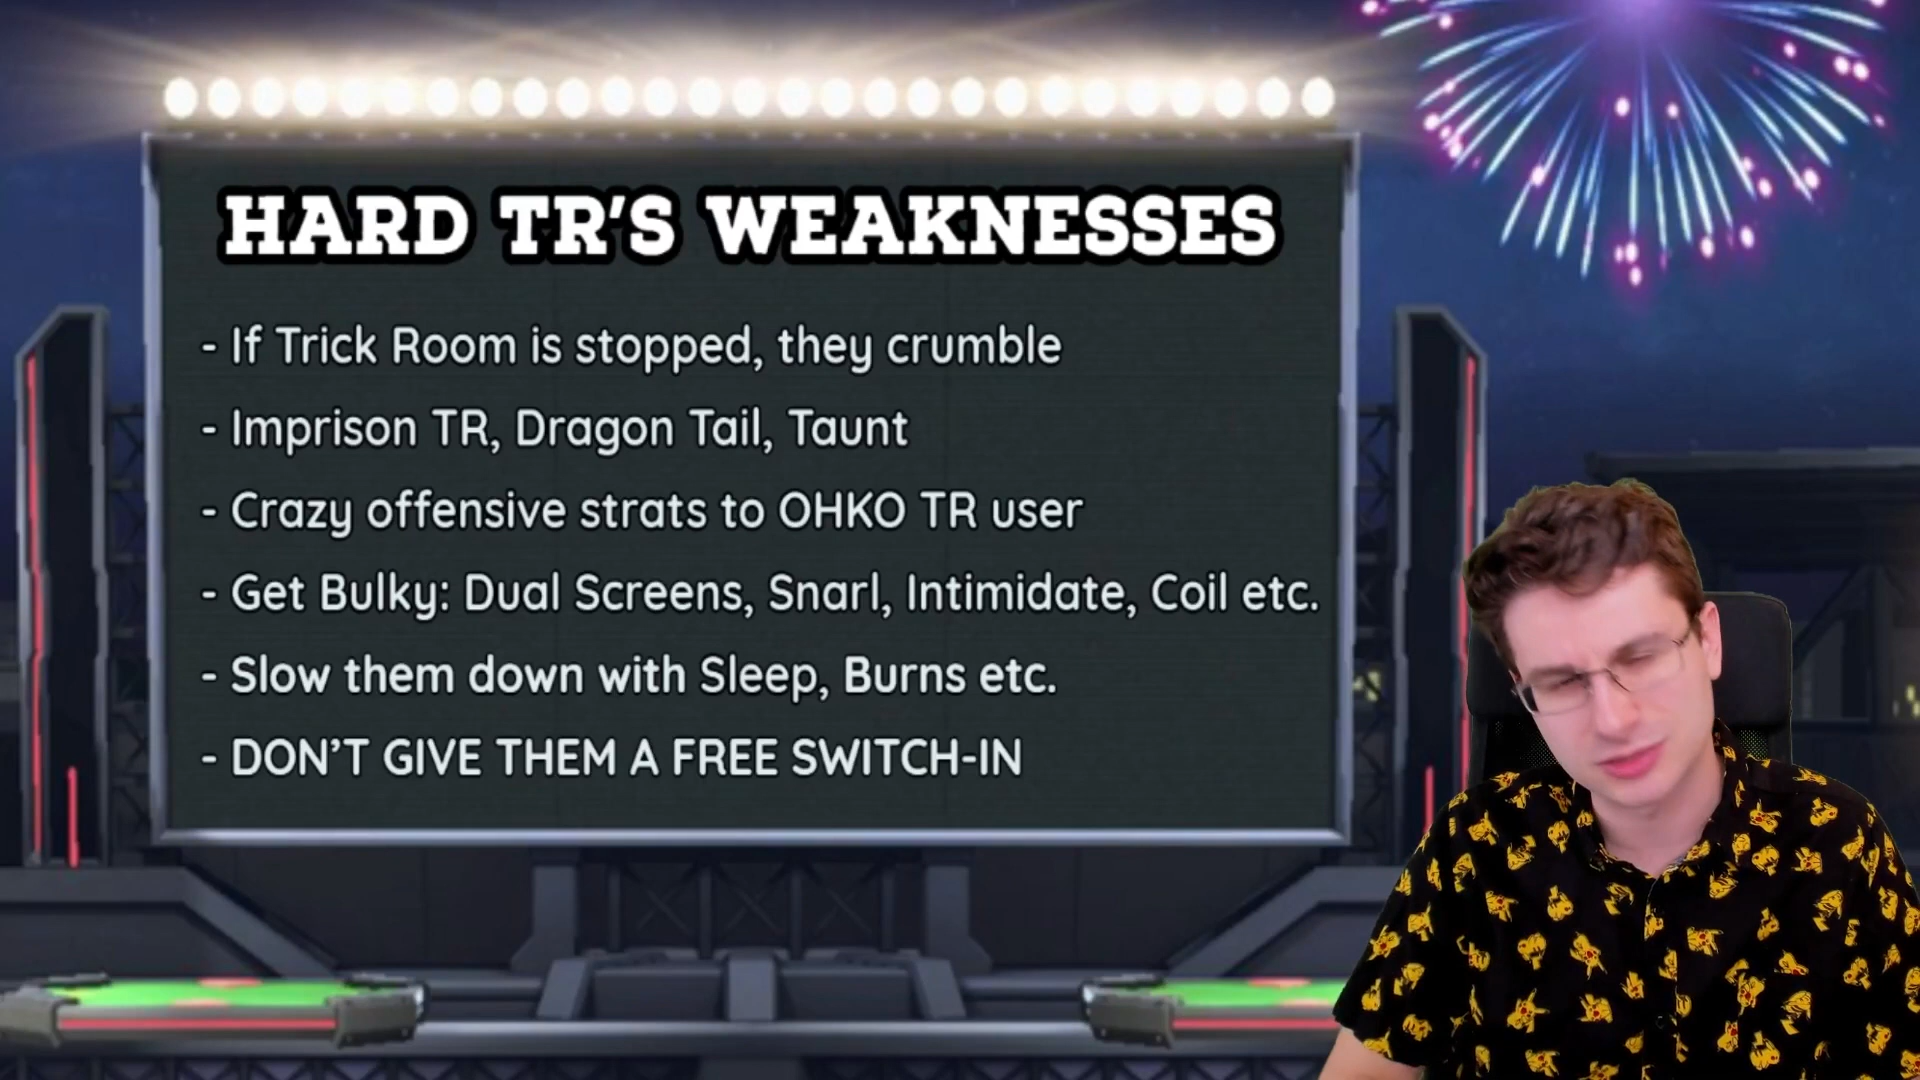 HARD TR'S WEAKNESSES
- If Trick Room is stopped, they crumble
- Imprison TR, Dragon Tail, Taunt
- Crazy offensive strats to OHKO TR user
- Get Bulky: Dual Screens, Snarl, Intimidate, Coil etc.
- Slow them down with Sleep, Burns etc.
- DON'T GIVE THEM A FREE SWITCH-IN